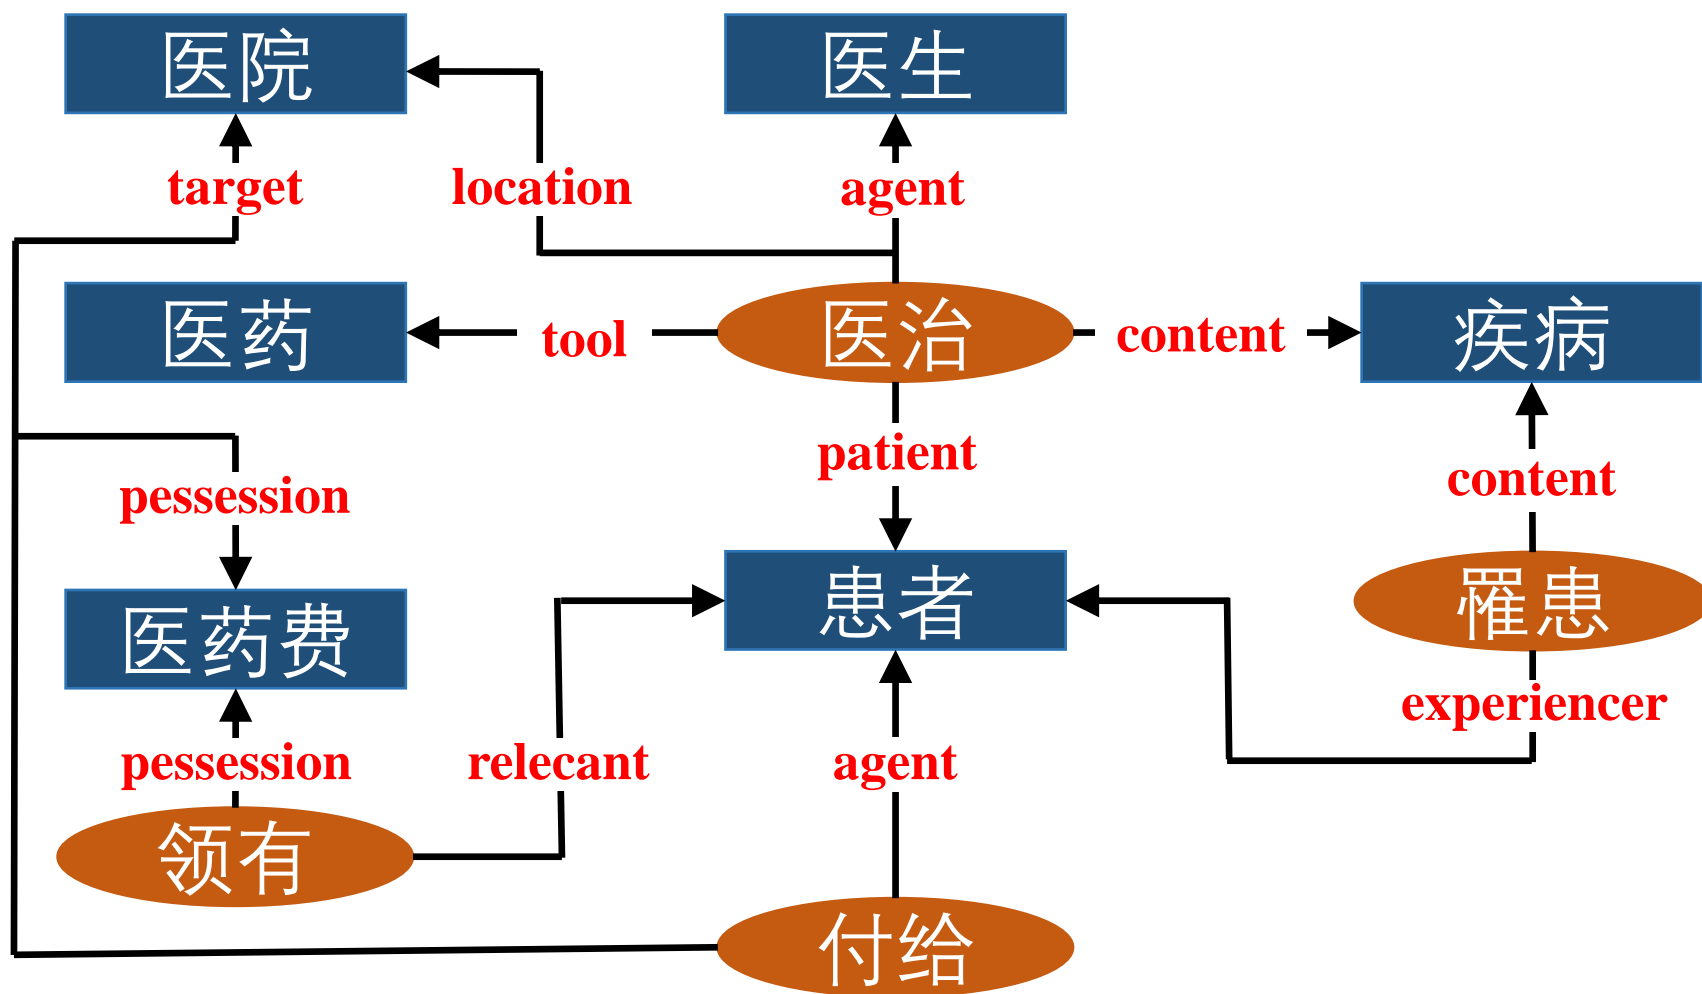 医院
医生
target
location
agent
医药
tool
医治
content
疾病
patient
content
pessession
医药费
患者
罹患
experiencer
pessession
relecant
agent
领有
付给